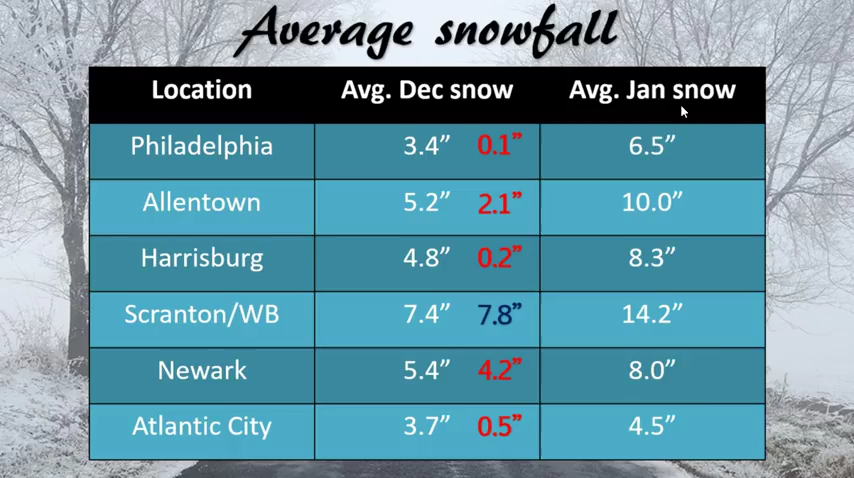 Average snowfall
Location Avg. Dec snow Avg. Jan snow
Philadelphia 3.4” 0.1” 6.5”
Allentown 5.2” 2.1” 10.0”
Harrisburg 4.8” 0.2” 8.3”
Scranton/WB 7.4” 7.8” 14.2”
Newark 5.4” 4.2” 8.0”
Atlantic City 3.7” 0.5” 4.5”